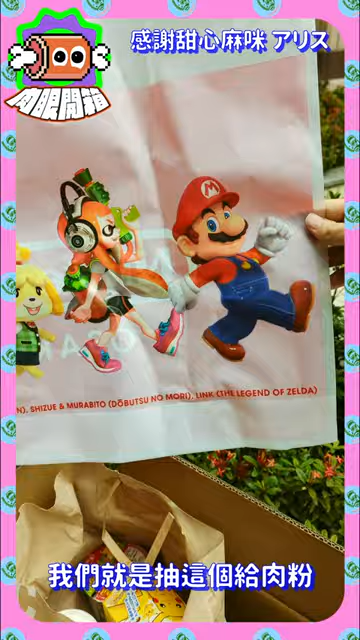 感謝甜心麻咪 アリス
肉眼開箱
M
N), SHIZUE & MURABITO (DŌBUTSU NO MORI), LINK (THE LEGEND OF ZELDA)
我們就是抽這個給肉粉